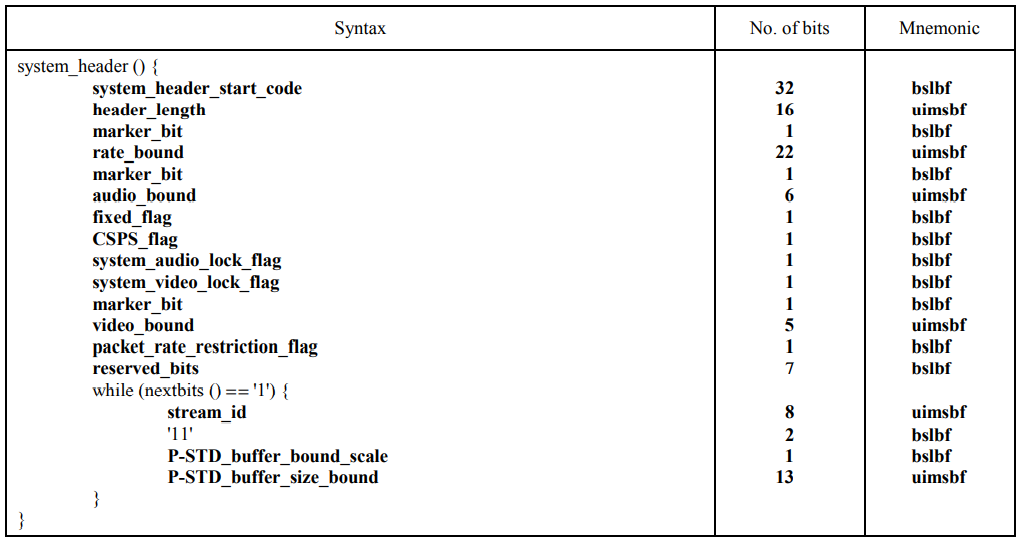 Syntax No. of bits Mnemonic
system_header () {
system_header_start_code 32 bslbf
header_length 16 uimsbf
marker_bit 1 bslbf
rate_bound 22 uimsbf
marker_bit 1 bslbf
audio_bound 6 uimsbf
fixed_flag 1 bslbf
CSPS_flag 1 bslbf
system_audio_lock_flag 1 bslbf
system_video_lock_flag 1 bslbf
marker_bit 1 bslbf
video_bound 5 uimsbf
packet_rate_restriction_flag 1 bslbf
reserved_bits 7 bslbf
while (nextbits () == '1') {
stream_id 8 uimsbf
'11' 2 bslbf
P-STD_buffer_bound_scale 1 bslbf
P-STD_buffer_size_bound 13 uimsbf
}
}